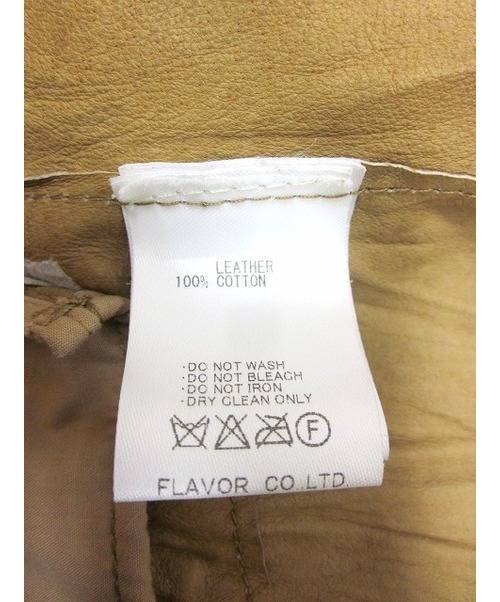 LEATHER
100% COTTON
·DO NOT WASH
·DO NOT BLEACH
·DO NOT IRON
·DRY CLEAN ONLY
F
FLAVOR CO.LTD.